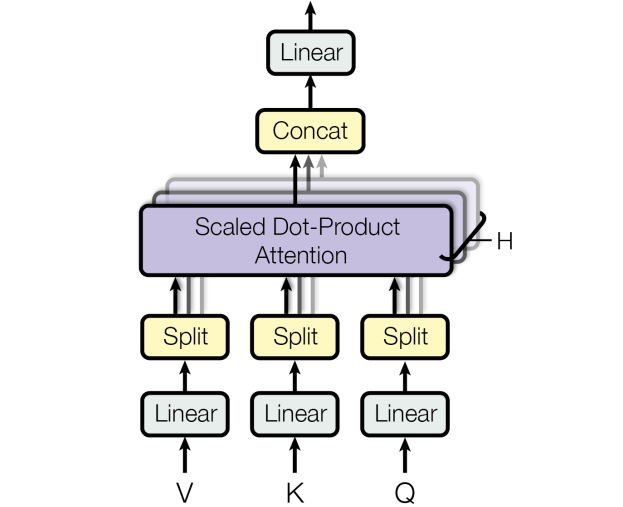 Linear
Concat
Scaled Dot-Product
Attention
H
Split
Split
Split
Linear
Linear
Linear
V
K
Q